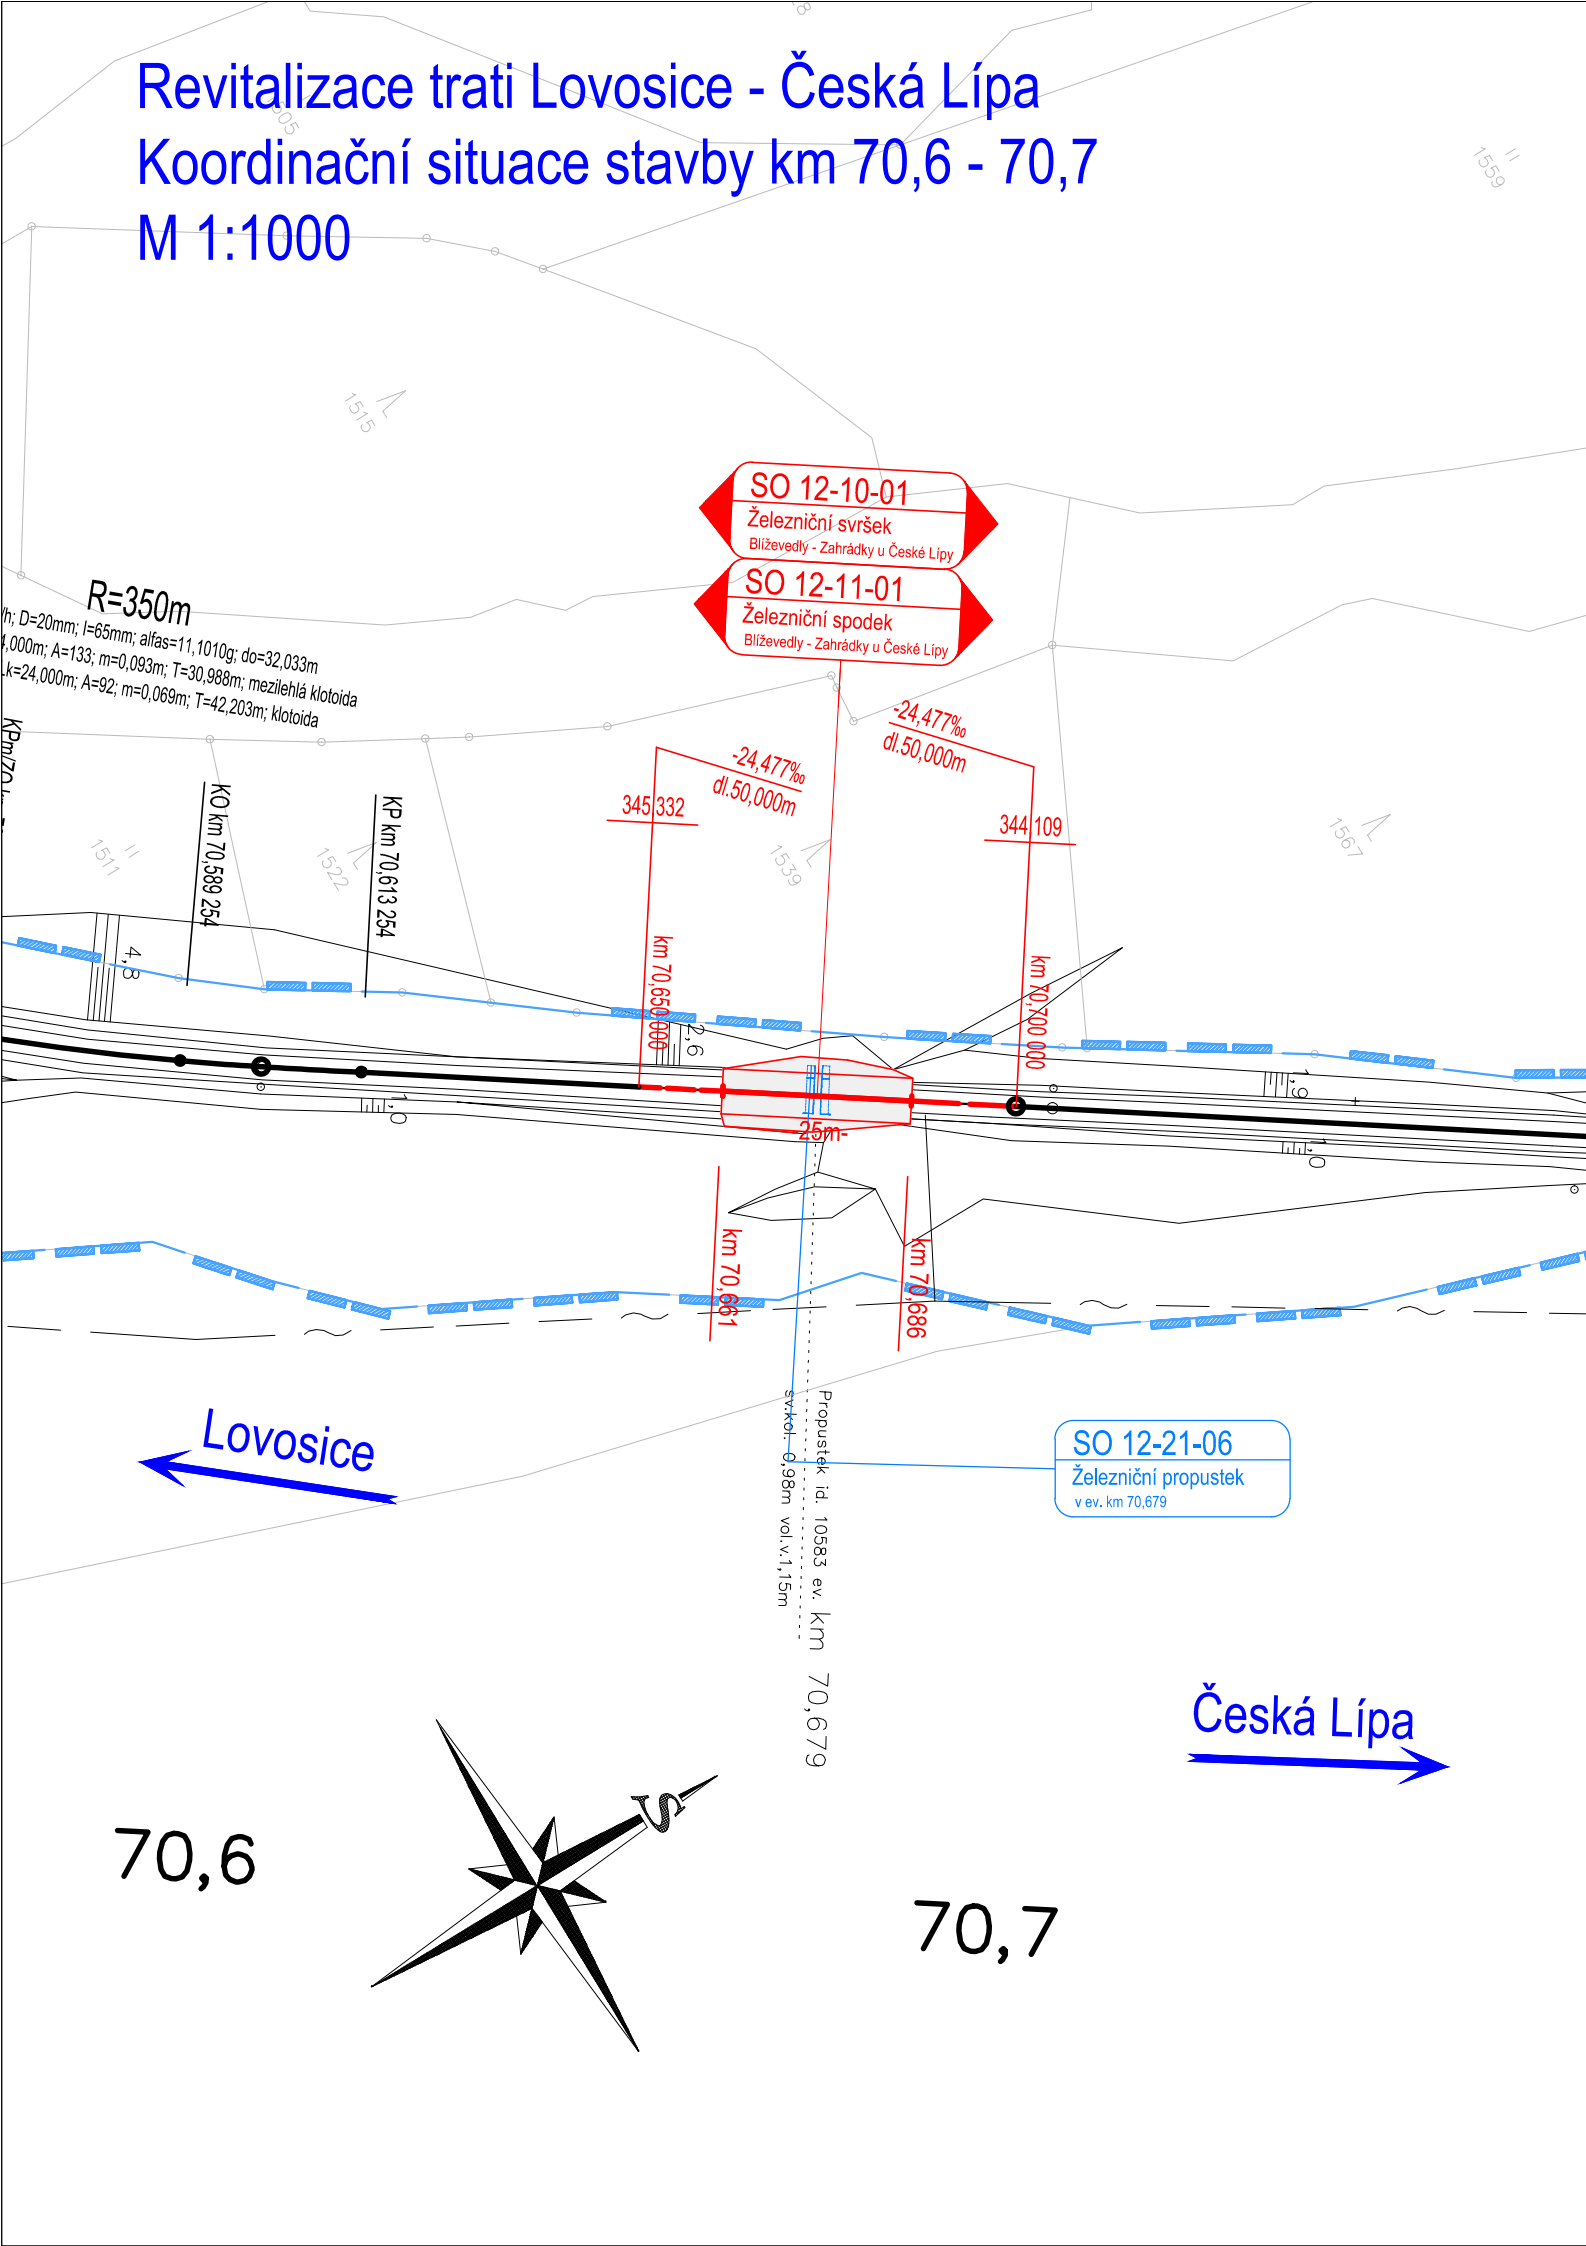 Revitalizace trati Lovosice - Česká Lípa
Koordinační situace stavby km 70,6 - 70,7
M 1:1000
1559
1515
SO 12-10-01
Železniční svršek
Blíževedly - Zahrádky u České Lípy
SO 12-11-01
Železniční spodek
Blíževedly - Zahrádky u České Lípy
R=350m
/h; D=20mm; I=65mm; alfas=11,1010g; do=32,033m
4,000m; A=133; m=0,093m; T=30,988m; mezilehlá klotoida
Lk=24,000m; A=92; m=0,069m; T=42,203m; klotoida
KPm/ZO
KO km 70,589 254
KP km 70,613 254
-24,477‰
dl.50,000m
-24,477‰
dl.50,000m
345,332
344,109
1511
1522
1539
1567
km 70,650 000
km 70,700 000
4,8
2,6
1,9
1,0
1,0
-25m-
km 70,661
km 70,686
Lovosice
Propustek id. 10583 ev. km 70,679
sv.kol. 0,98m vol.v.1,15m
SO 12-21-06
Železniční propustek
v ev. km 70,679
Česká Lípa
S
70,6
70,7